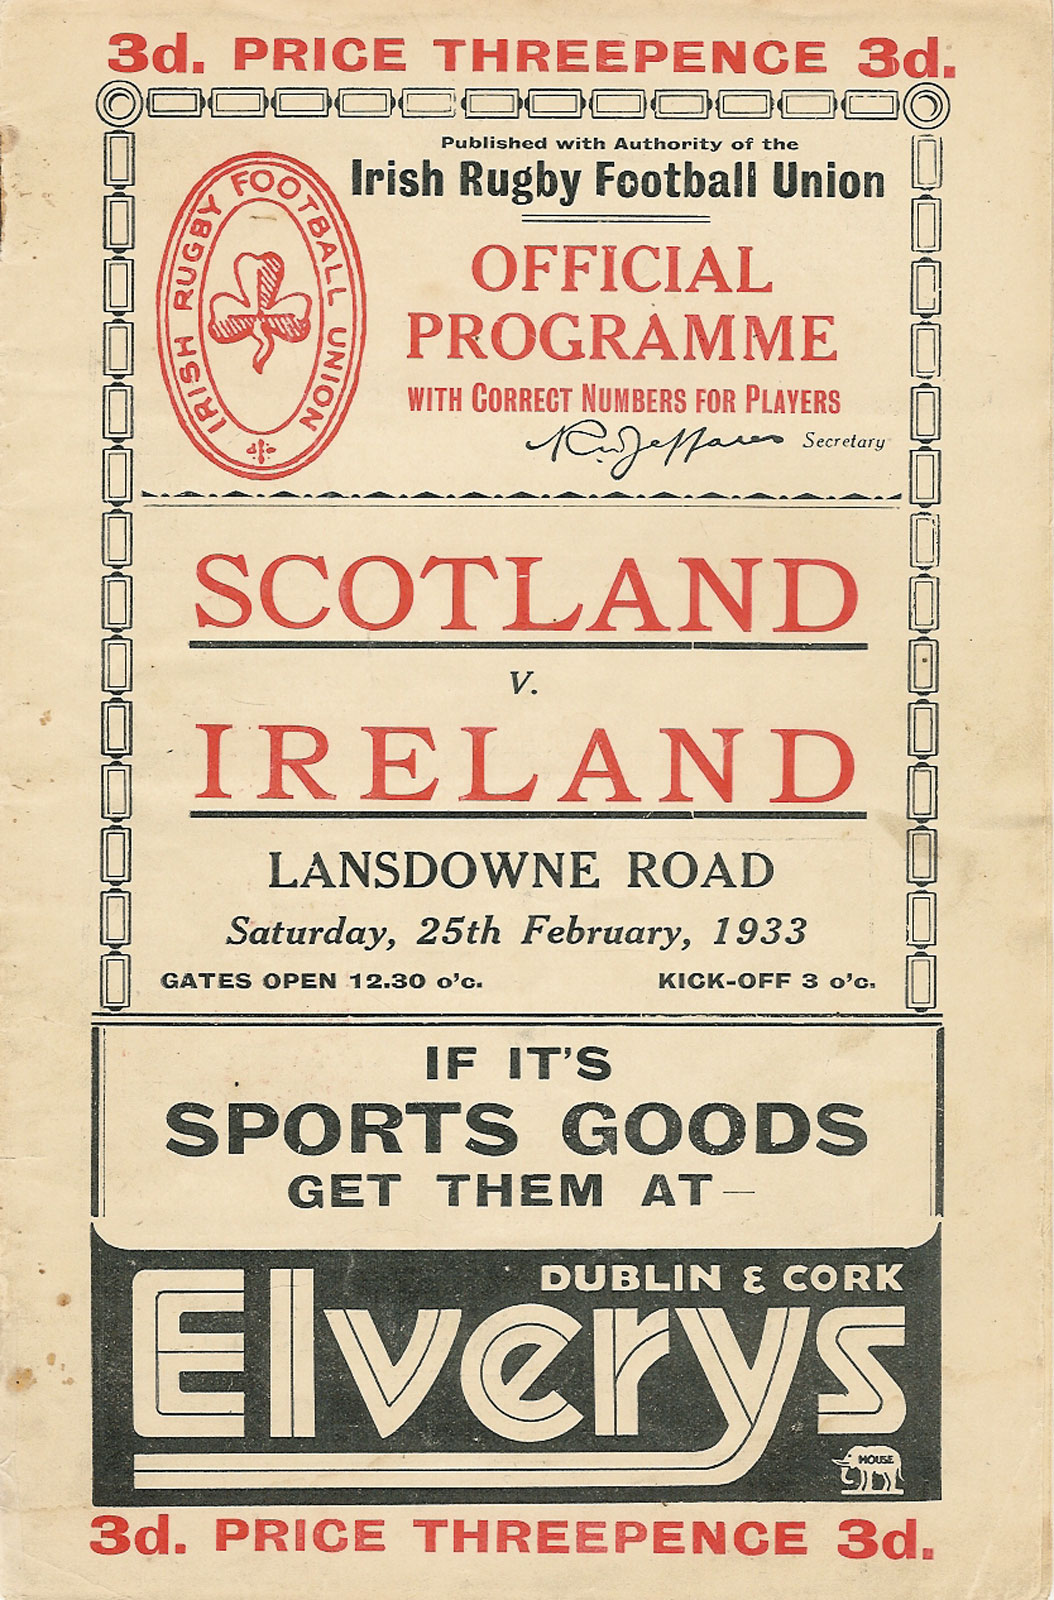 3d. PRICE THREEPENCE 3d.
Published with Authority of the
Irish Rugby Football Union
IRISH RUGBY FOOTBALL UNION
OFFICIAL
PROGRAMME
WITH CORRECT NUMBERS FOR PLAYERS
R.W. Jeffares Secretary
SCOTLAND
v.
IRELAND
LANSDOWNE ROAD
Saturday, 25th February, 1933
GATES OPEN 12.30 o'c. KICK-OFF 3 o'c.
IF IT'S
SPORTS GOODS
GET THEM AT—
DUBLIN & CORK
Elverys
HOUSE
3d. PRICE THREEPENCE 3d.